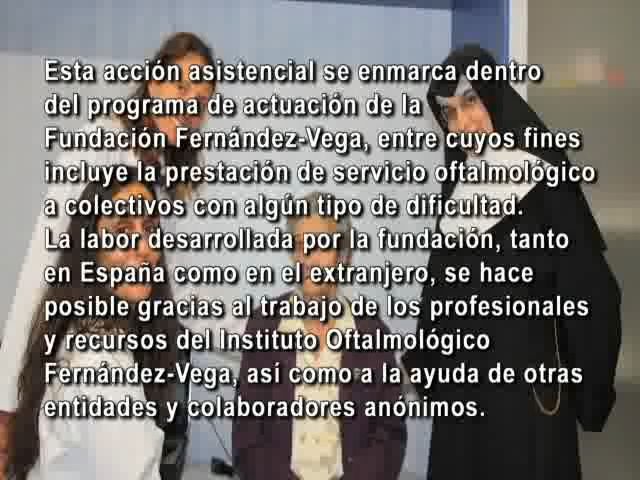 Esta acción asistencial se enmarca dentro
del programa de actuación de la
Fundación Fernández-Vega, entre cuyos fines
incluye la prestación de servicio oftalmológico
a colectivos con algún tipo de dificultad.
La labor desarrollada por la fundación, tanto
en España como en el extranjero, se hace
posible gracias al trabajo de los profesionales
y recursos del Instituto Oftalmológico
Fernández-Vega, así como a la ayuda de otras
entidades y colaboradores anónimos.